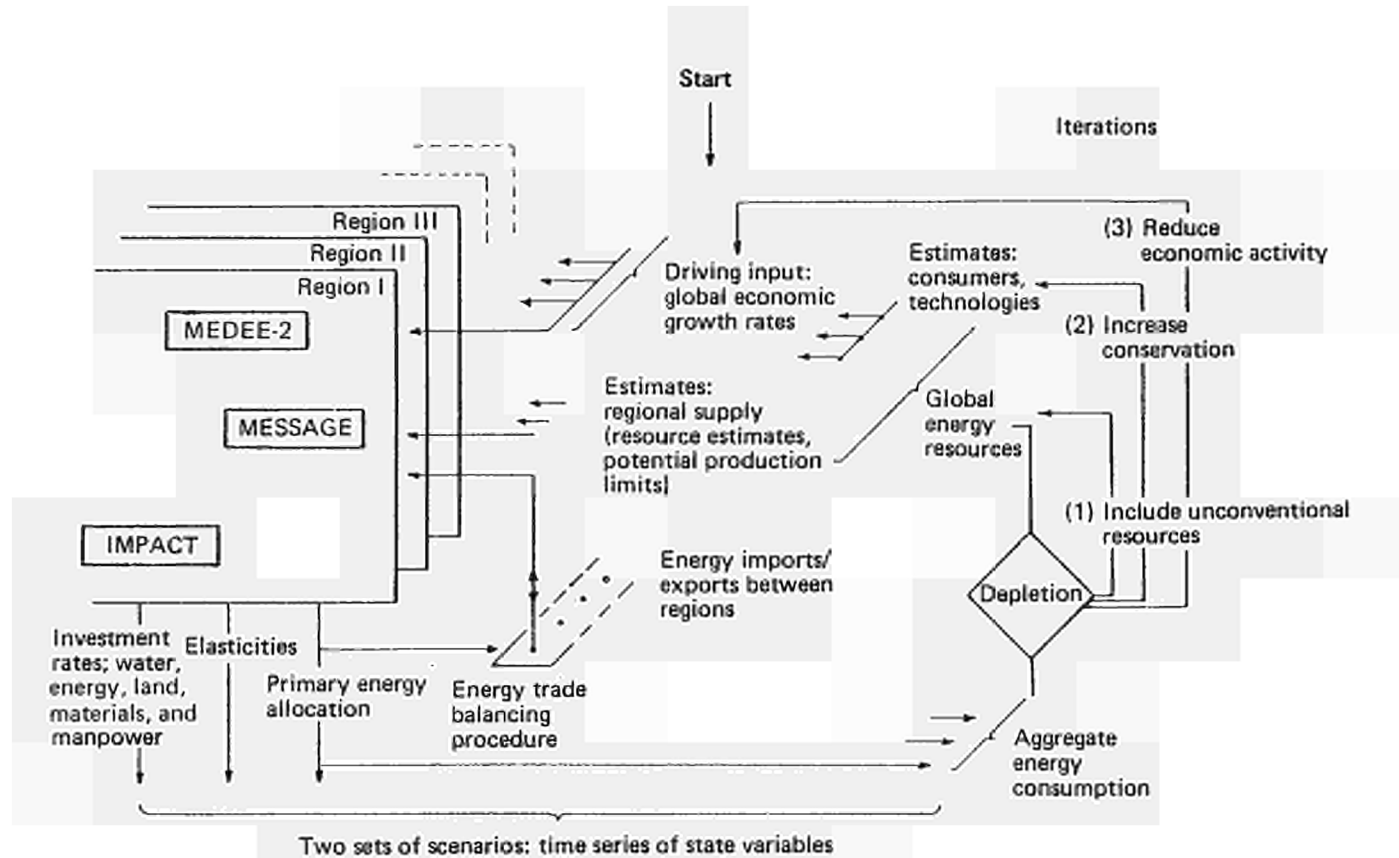 Start
Iterations
Region III
Region II
Region I
MEDEE-2
MESSAGE
IMPACT
Driving input:
global economic
growth rates
Estimates:
consumers,
technologies
(3) Reduce
economic activity
(2) Increase
conservation
Estimates:
regional supply
(resource estimates,
potential production
limits)
Global
energy
resources
(1) Include unconventional
resources
Energy imports/
exports between
regions
Depletion
Investment
rates; water,
energy, land,
materials, and
manpower
Elasticities
Primary energy
allocation
Energy trade
balancing
procedure
Aggregate
energy
consumption
Two sets of scenarios: time series of state variables